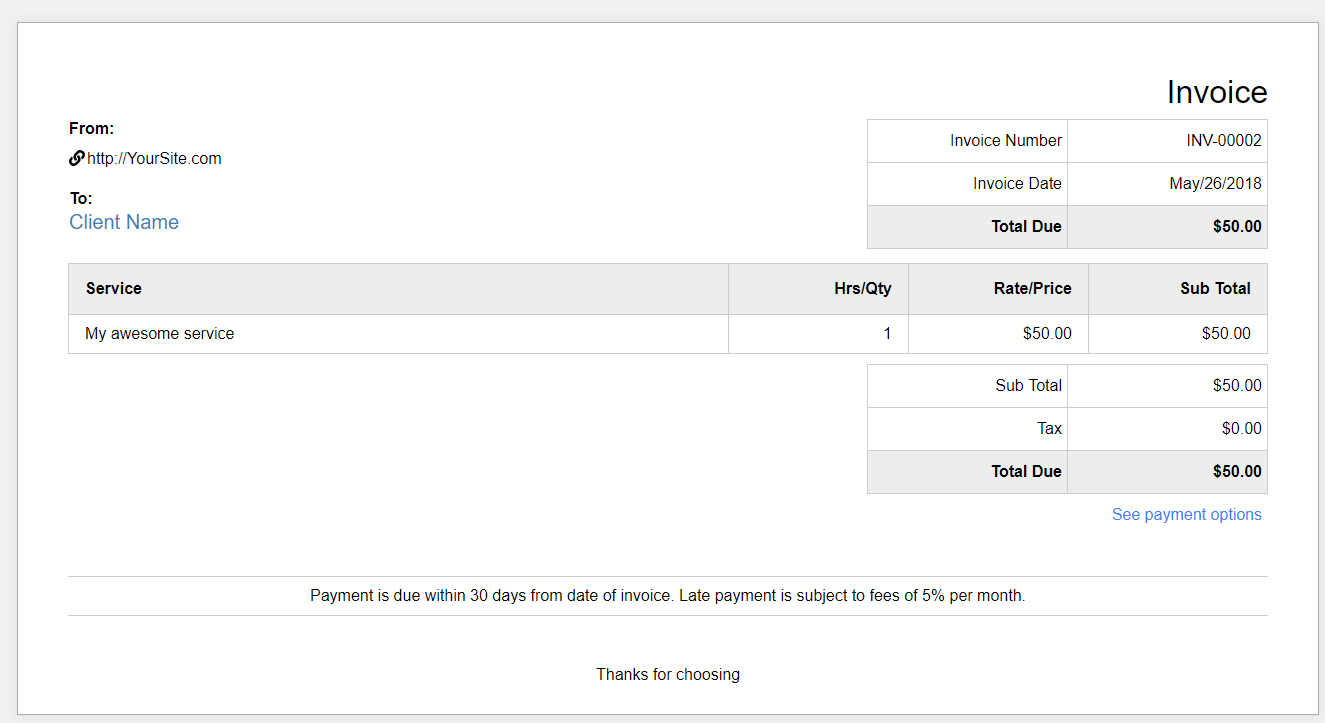 Invoice
From:
http://YourSite.com
To:
Client Name
Invoice Number INV-00002
Invoice Date May/26/2018
Total Due $50.00
Service Hrs/Qty Rate/Price Sub Total
My awesome service 1 $50.00 $50.00
Sub Total $50.00
Tax $0.00
Total Due $50.00
See payment options
Payment is due within 30 days from date of invoice. Late payment is subject to fees of 5% per month.
Thanks for choosing